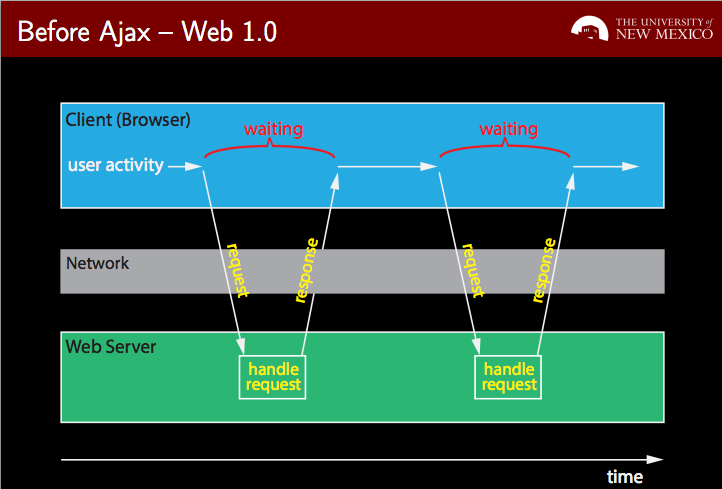 Before Ajax – Web 1.0
THE UNIVERSITY of
NEW MEXICO
Client (Browser)
waiting
waiting
user activity
request
response
request
response
Network
Web Server
handle
request
handle
request
time